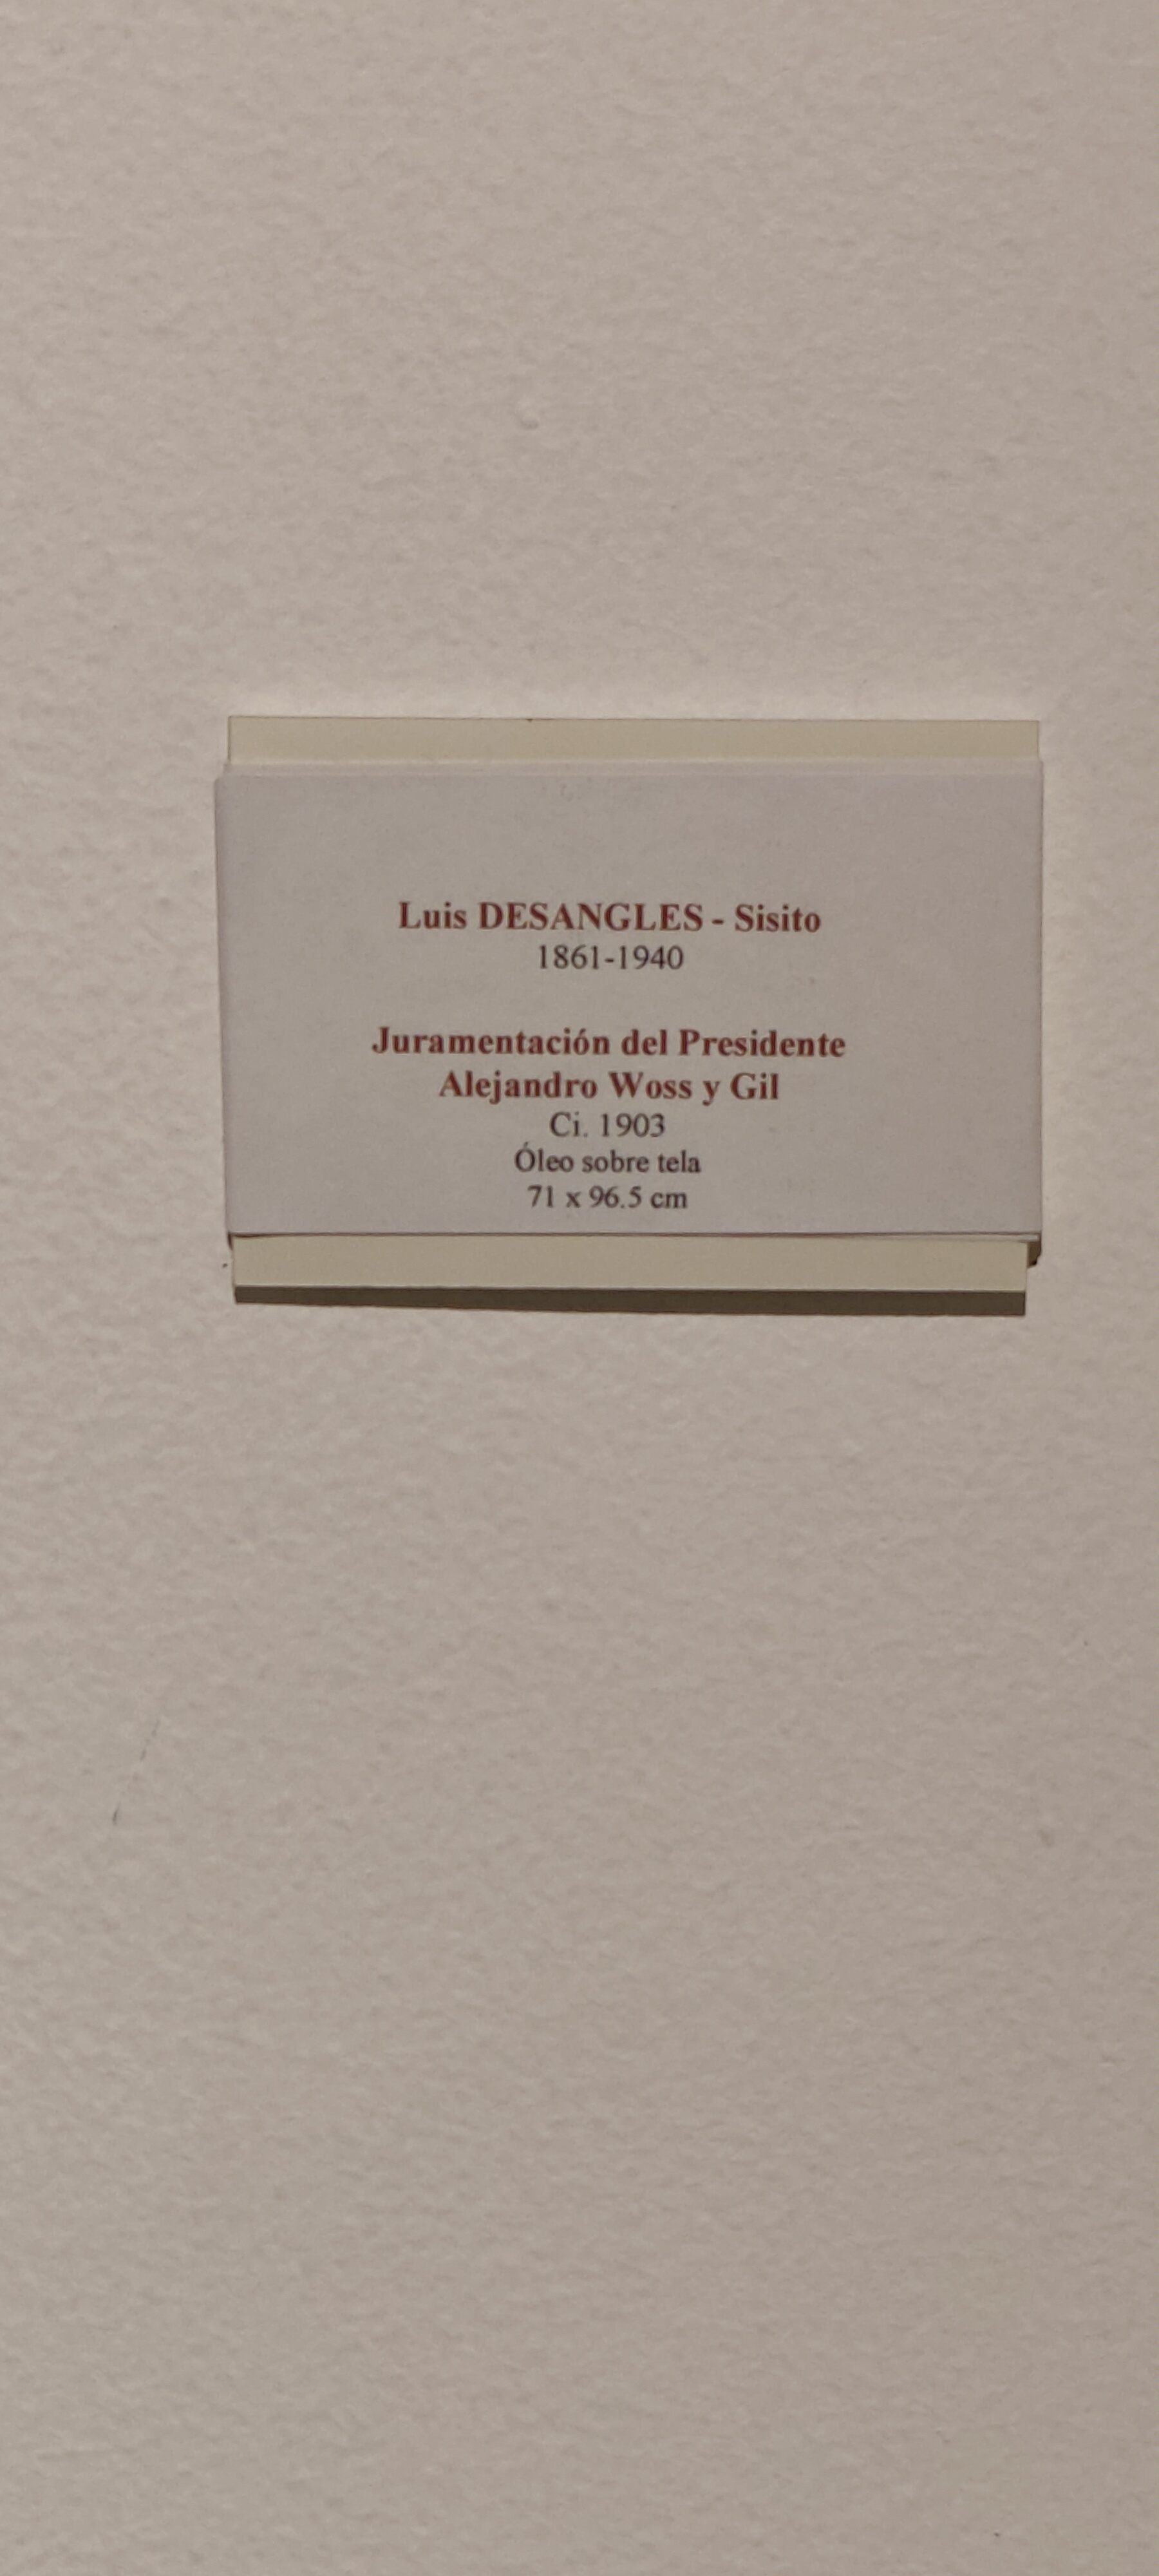 Luis DESANGLES - Sisito
1861-1940
Juramentación del Presidente
Alejandro Woss y Gil
Ci. 1903
Óleo sobre tela
71 x 96.5 cm